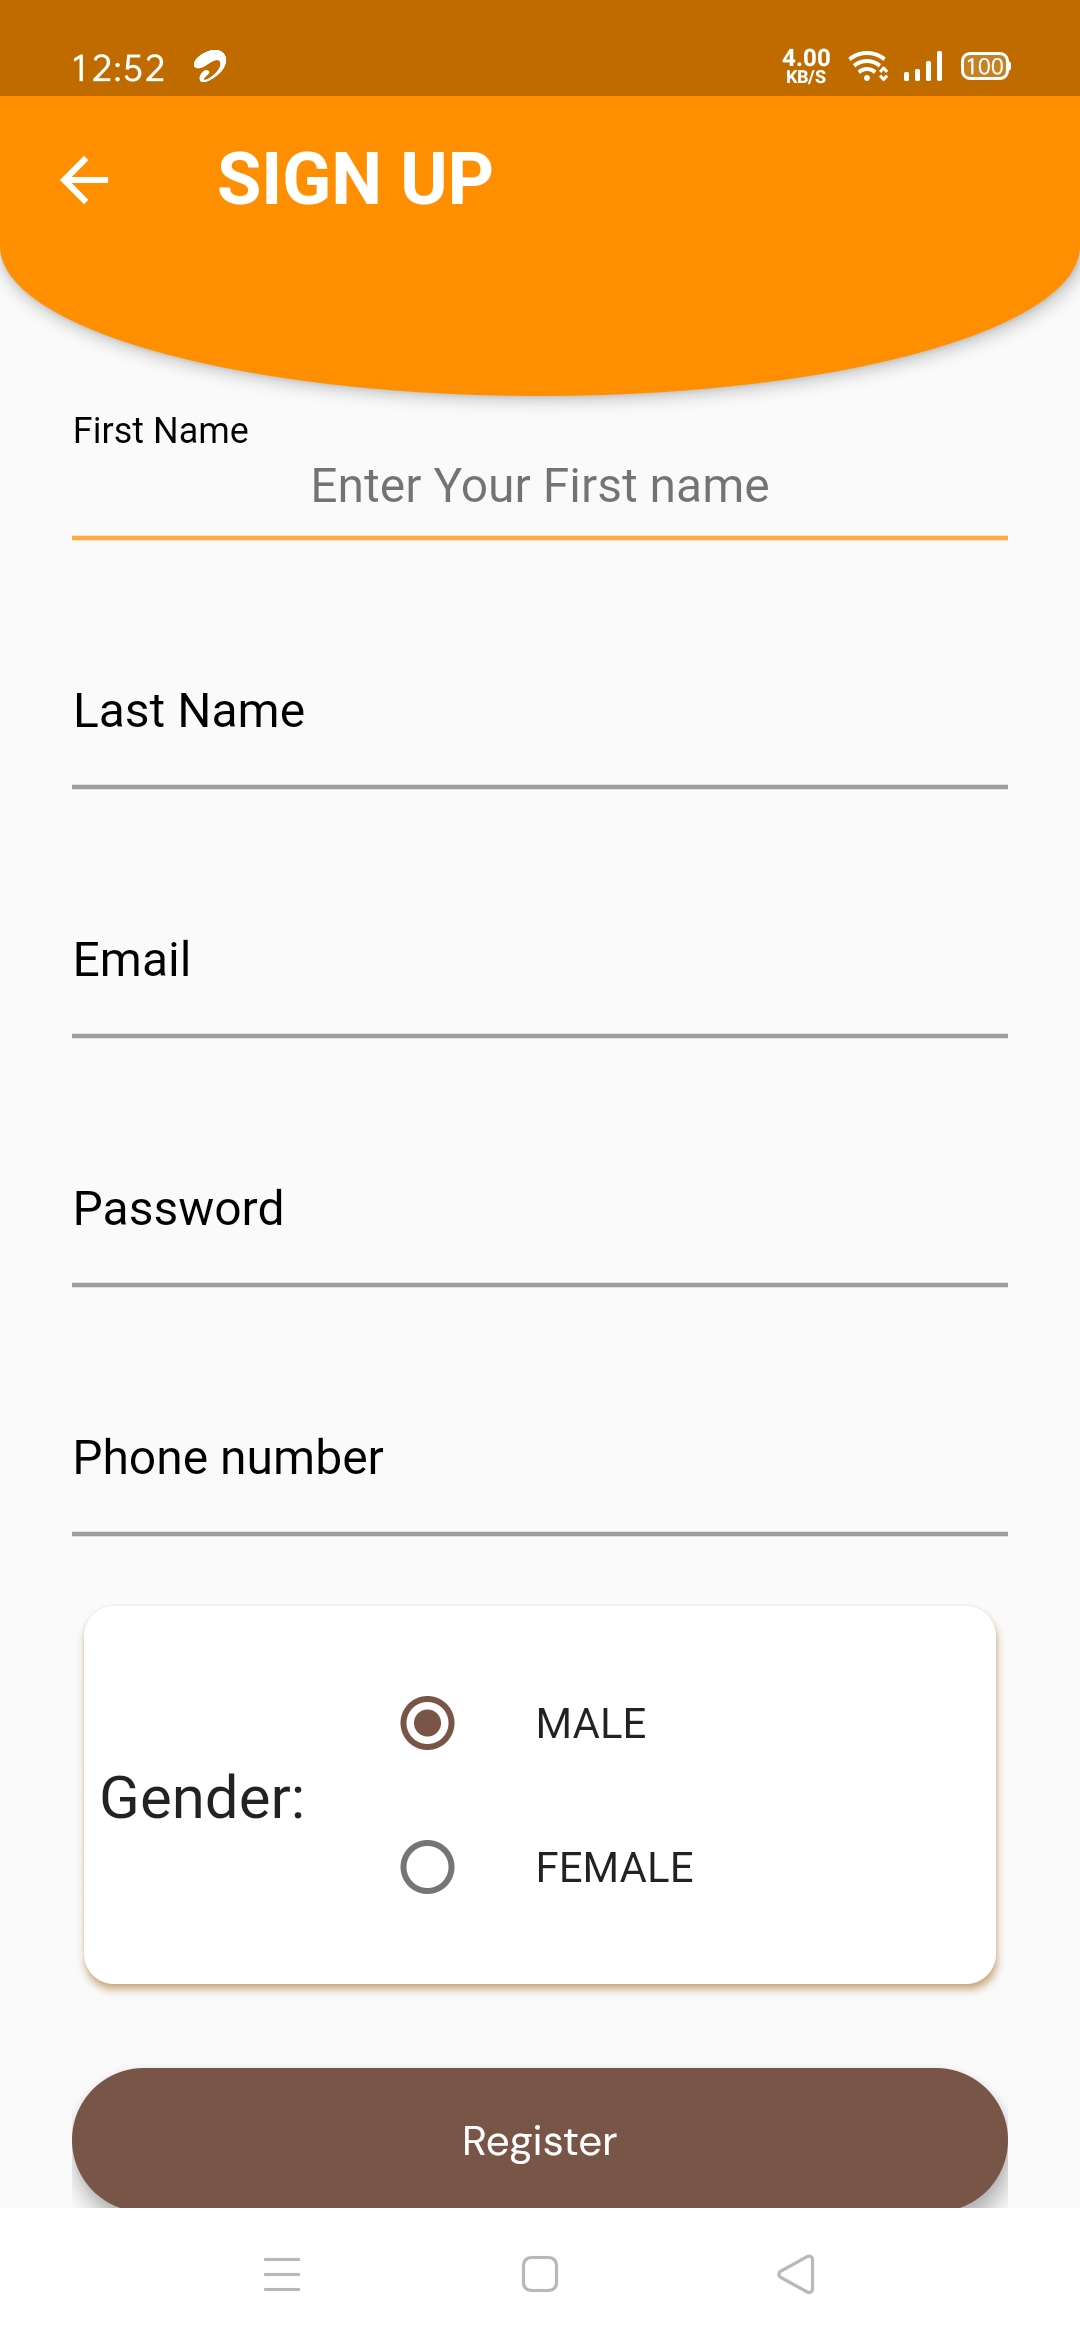 12:52
4.00
KB/S
100
SIGN UP
First Name
Enter Your First name
Last Name
Email
Password
Phone number
MALE
Gender:
FEMALE
Register